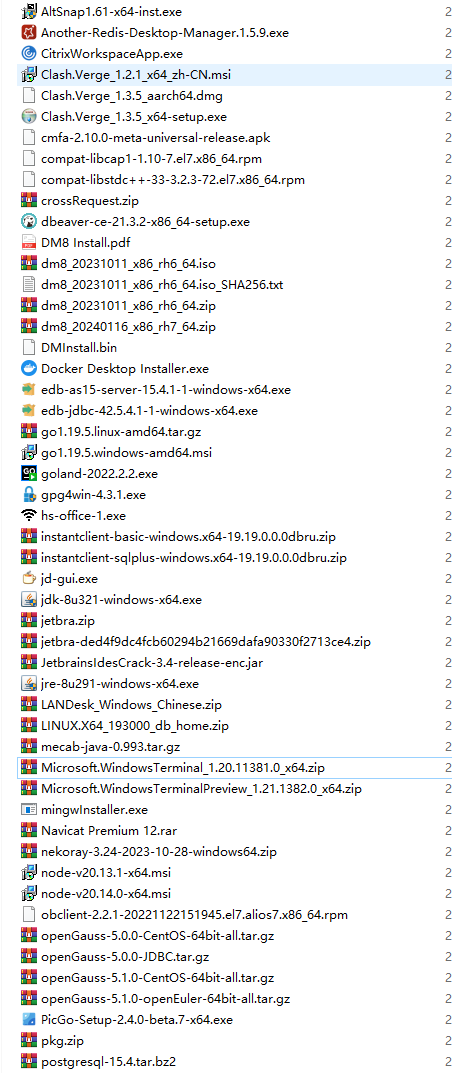 AltSnap1.61-x64-inst.exe 2
Another-Redis-Desktop-Manager.1.5.9.exe 2
CitrixWorkspaceApp.exe 2
Clash.Verge_1.2.1_x64_zh-CN.msi 2
Clash.Verge_1.3.5_aarch64.dmg 2
Clash.Verge_1.3.5_x64-setup.exe 2
cmfa-2.10.0-meta-universal-release.apk 2
compat-libcap1-1.10-7.el7.x86_64.rpm 2
compat-libstdc++-33-3.2.3-72.el7.x86_64.rpm 2
crossRequest.zip 2
dbeaver-ce-21.3.2-x86_64-setup.exe 2
DM8 Install.pdf 2
dm8_20231011_x86_rh6_64.iso 2
dm8_20231011_x86_rh6_64.iso_SHA256.txt 2
dm8_20231011_x86_rh6_64.zip 2
dm8_20240116_x86_rh7_64.zip 2
DMInstall.bin 2
Docker Desktop Installer.exe 2
edb-as15-server-15.4.1-1-windows-x64.exe 2
edb-jdbc-42.5.4.1-1-windows-x64.exe 2
go1.19.5.linux-amd64.tar.gz 2
go1.19.5.windows-amd64.msi 2
goland-2022.2.2.exe 2
gpg4win-4.3.1.exe 2
hs-office-1.exe 2
instantclient-basic-windows.x64-19.19.0.0.0dbru.zip 2
instantclient-sqlplus-windows.x64-19.19.0.0.0dbru.zip 2
jd-gui.exe 2
jdk-8u321-windows-x64.exe 2
jetbra.zip 2
jetbra-ded4f9dc4fcb60294b21669dafa90330f2713ce4.zip 2
JetbrainsIdesCrack-3.4-release-enc.jar 2
jre-8u291-windows-x64.exe 2
LANDesk_Windows_Chinese.zip 2
LINUX.X64_193000_db_home.zip 2
mecab-java-0.993.tar.gz 2
Microsoft.WindowsTerminal_1.20.11381.0_x64.zip 2
Microsoft.WindowsTerminalPreview_1.21.1382.0_x64.zip 2
mingwInstaller.exe 2
Navicat Premium 12.rar 2
nekoray-3.24-2023-10-28-windows64.zip 2
node-v20.13.1-x64.msi 2
node-v20.14.0-x64.msi 2
obclient-2.2.1-20221122151945.el7.alios7.x86_64.rpm 2
openGauss-5.0.0-CentOS-64bit-all.tar.gz 2
openGauss-5.0.0-JDBC.tar.gz 2
openGauss-5.1.0-CentOS-64bit-all.tar.gz 2
openGauss-5.1.0-openEuler-64bit-all.tar.gz 2
PicGo-Setup-2.4.0-beta.7-x64.exe 2
pkg.zip 2
postgresql-15.4.tar.bz2 2